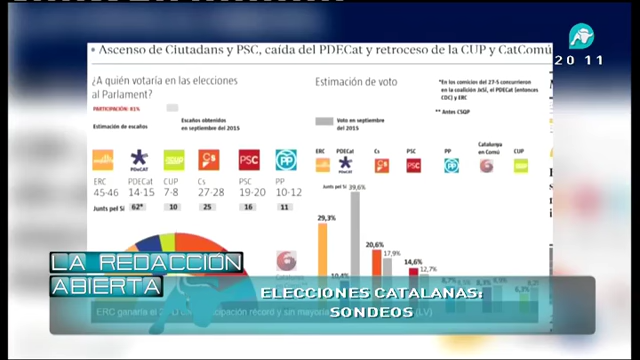 • Ascenso de Ciutadans y PSC, caída del PDECat y retroceso de la CUP y CatComú
20 11
¿A quién votaría en las elecciones
al Parlament?
PARTICIPACIÓN: 81%
Estimación de escaños
Escaños obtenidos
en septiembre del 2015
ERC PDECat CUP Cs PSC PP
45-46 14-15 7-8 27-28 19-20 10-12
Junts pel Sí 62* 10 25 16 11
Estimación de voto
Voto en septiembre
del 2015
*En los comicios del 27-S concurrieron
en la coalición JxSí, el PDECat (entonces
CDC) y ERC
** Antes CSQP
ERC PDeCAT Cs PSC PP Catalunya
en Comú CUP
Junts pel Sí
39,6%
29,3%
10,4%
20,6%
17,9%
14,6%
12,7%
LA REDACCIÓN
ABIERTA
ELECCIONES CATALANAS:
SONDEOS